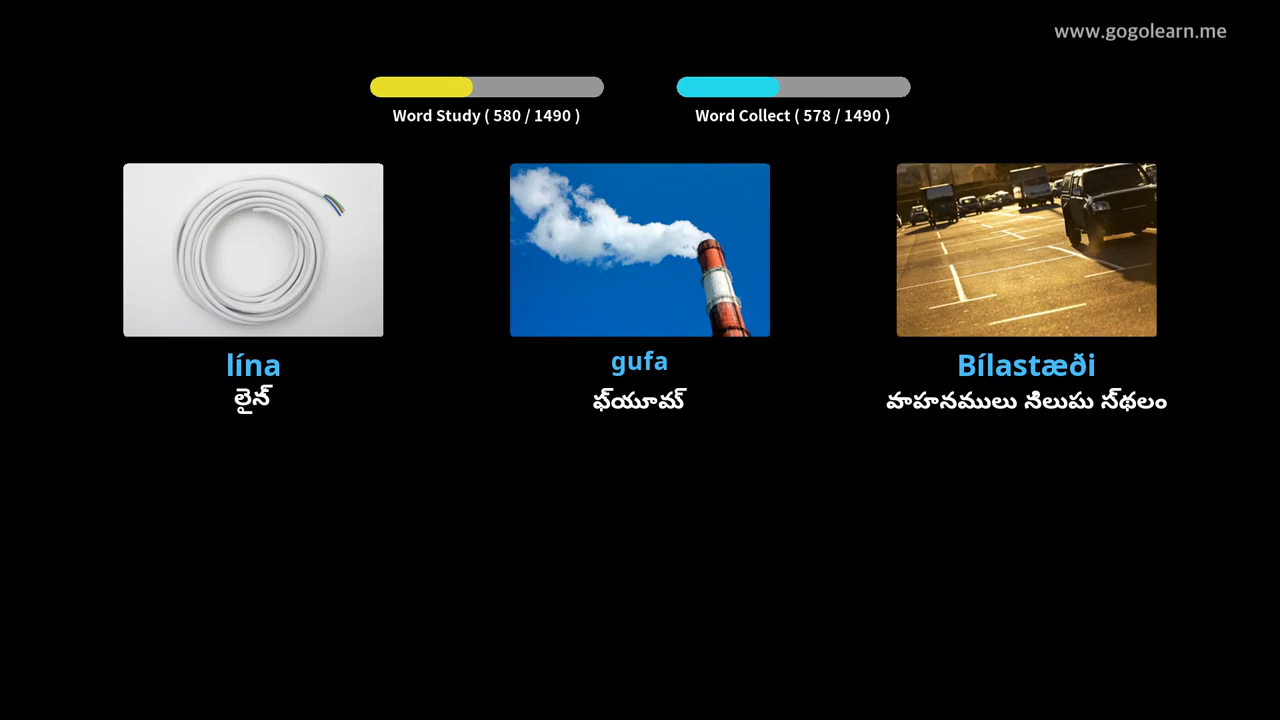 www.gogolearn.me
Word Study ( 580 / 1490 )
Word Collect ( 578 / 1490 )
lína
gufa
Bílastæði
లైన్
ఫ్‌యూమ్
వాహనములు నిలుపు స్‌థలం